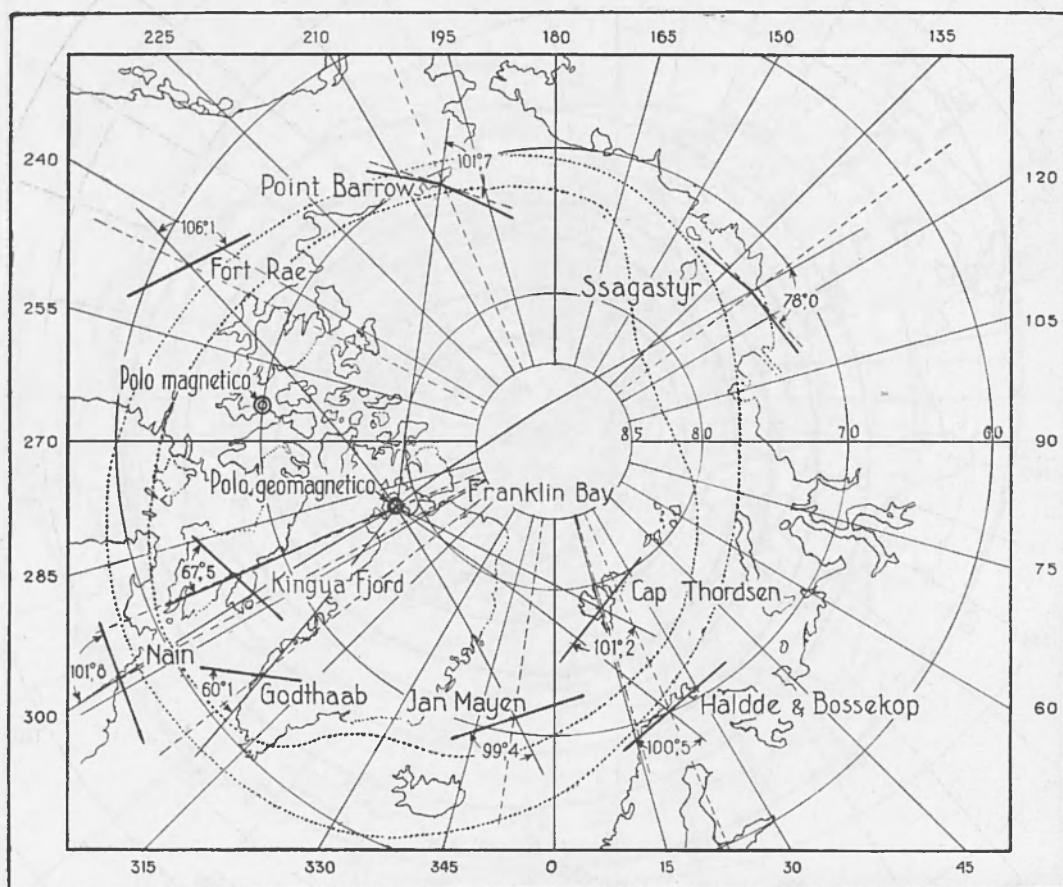 225 210 195 180 165 150 135
240
120
101°7
Point Barrow
106°1
Fort Rae
Ssagastyr
78°0
255
105
Polo magnetico
270
85 80 70 60
90
Polo geomagnetico
Franklin Bay
67°5
Kingua Fjord
Cap Thordsen
285
75
101°2
Nain
101°8
60°1
Godthaab
Jan Mayen
Haldde & Bossekop
300
60
99°4
100°5
315 330 345 0 15 30 45